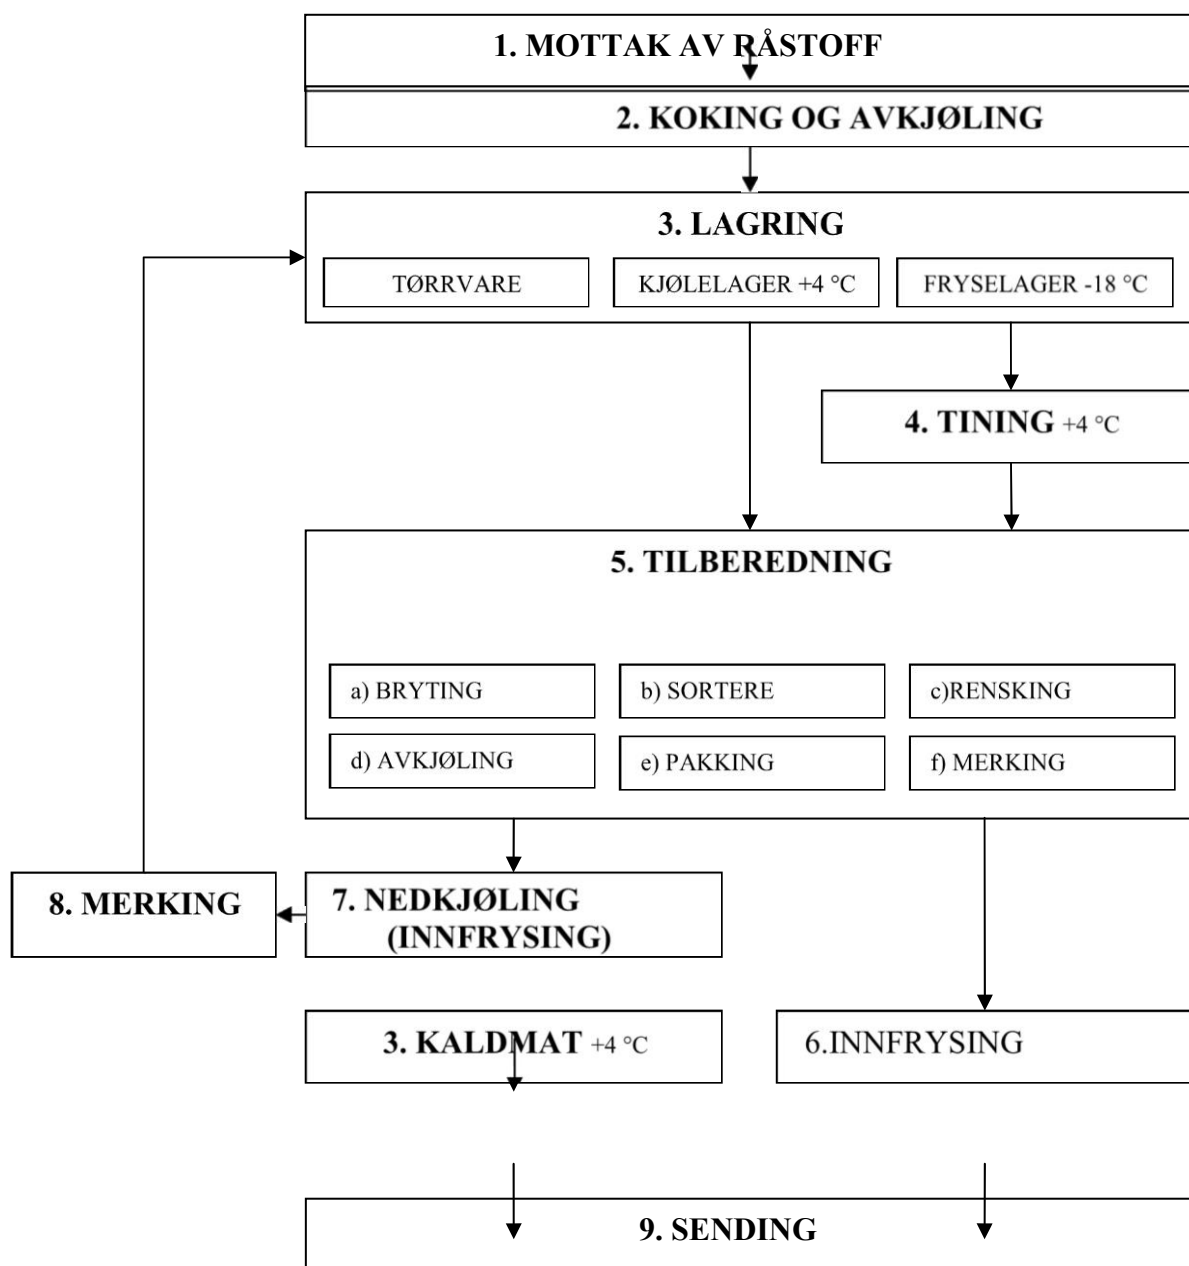 1. MOTTAK AV RÅSTOFF
2. KOKING OG AVKJØLING
3. LAGRING
TØRRVARE
KJØLELAGER +4 °C
FRYSELAGER -18 °C
4. TINING +4 °C
5. TILBEREDNING
a) BRYTING
b) SORTERE
c)RENSKING
d) AVKJØLING
e) PAKKING
f) MERKING
8. MERKING
7. NEDKJØLING
(INNFRYSING)
3. KALDMAT +4 °C
6.INNFRYSING
9. SENDING